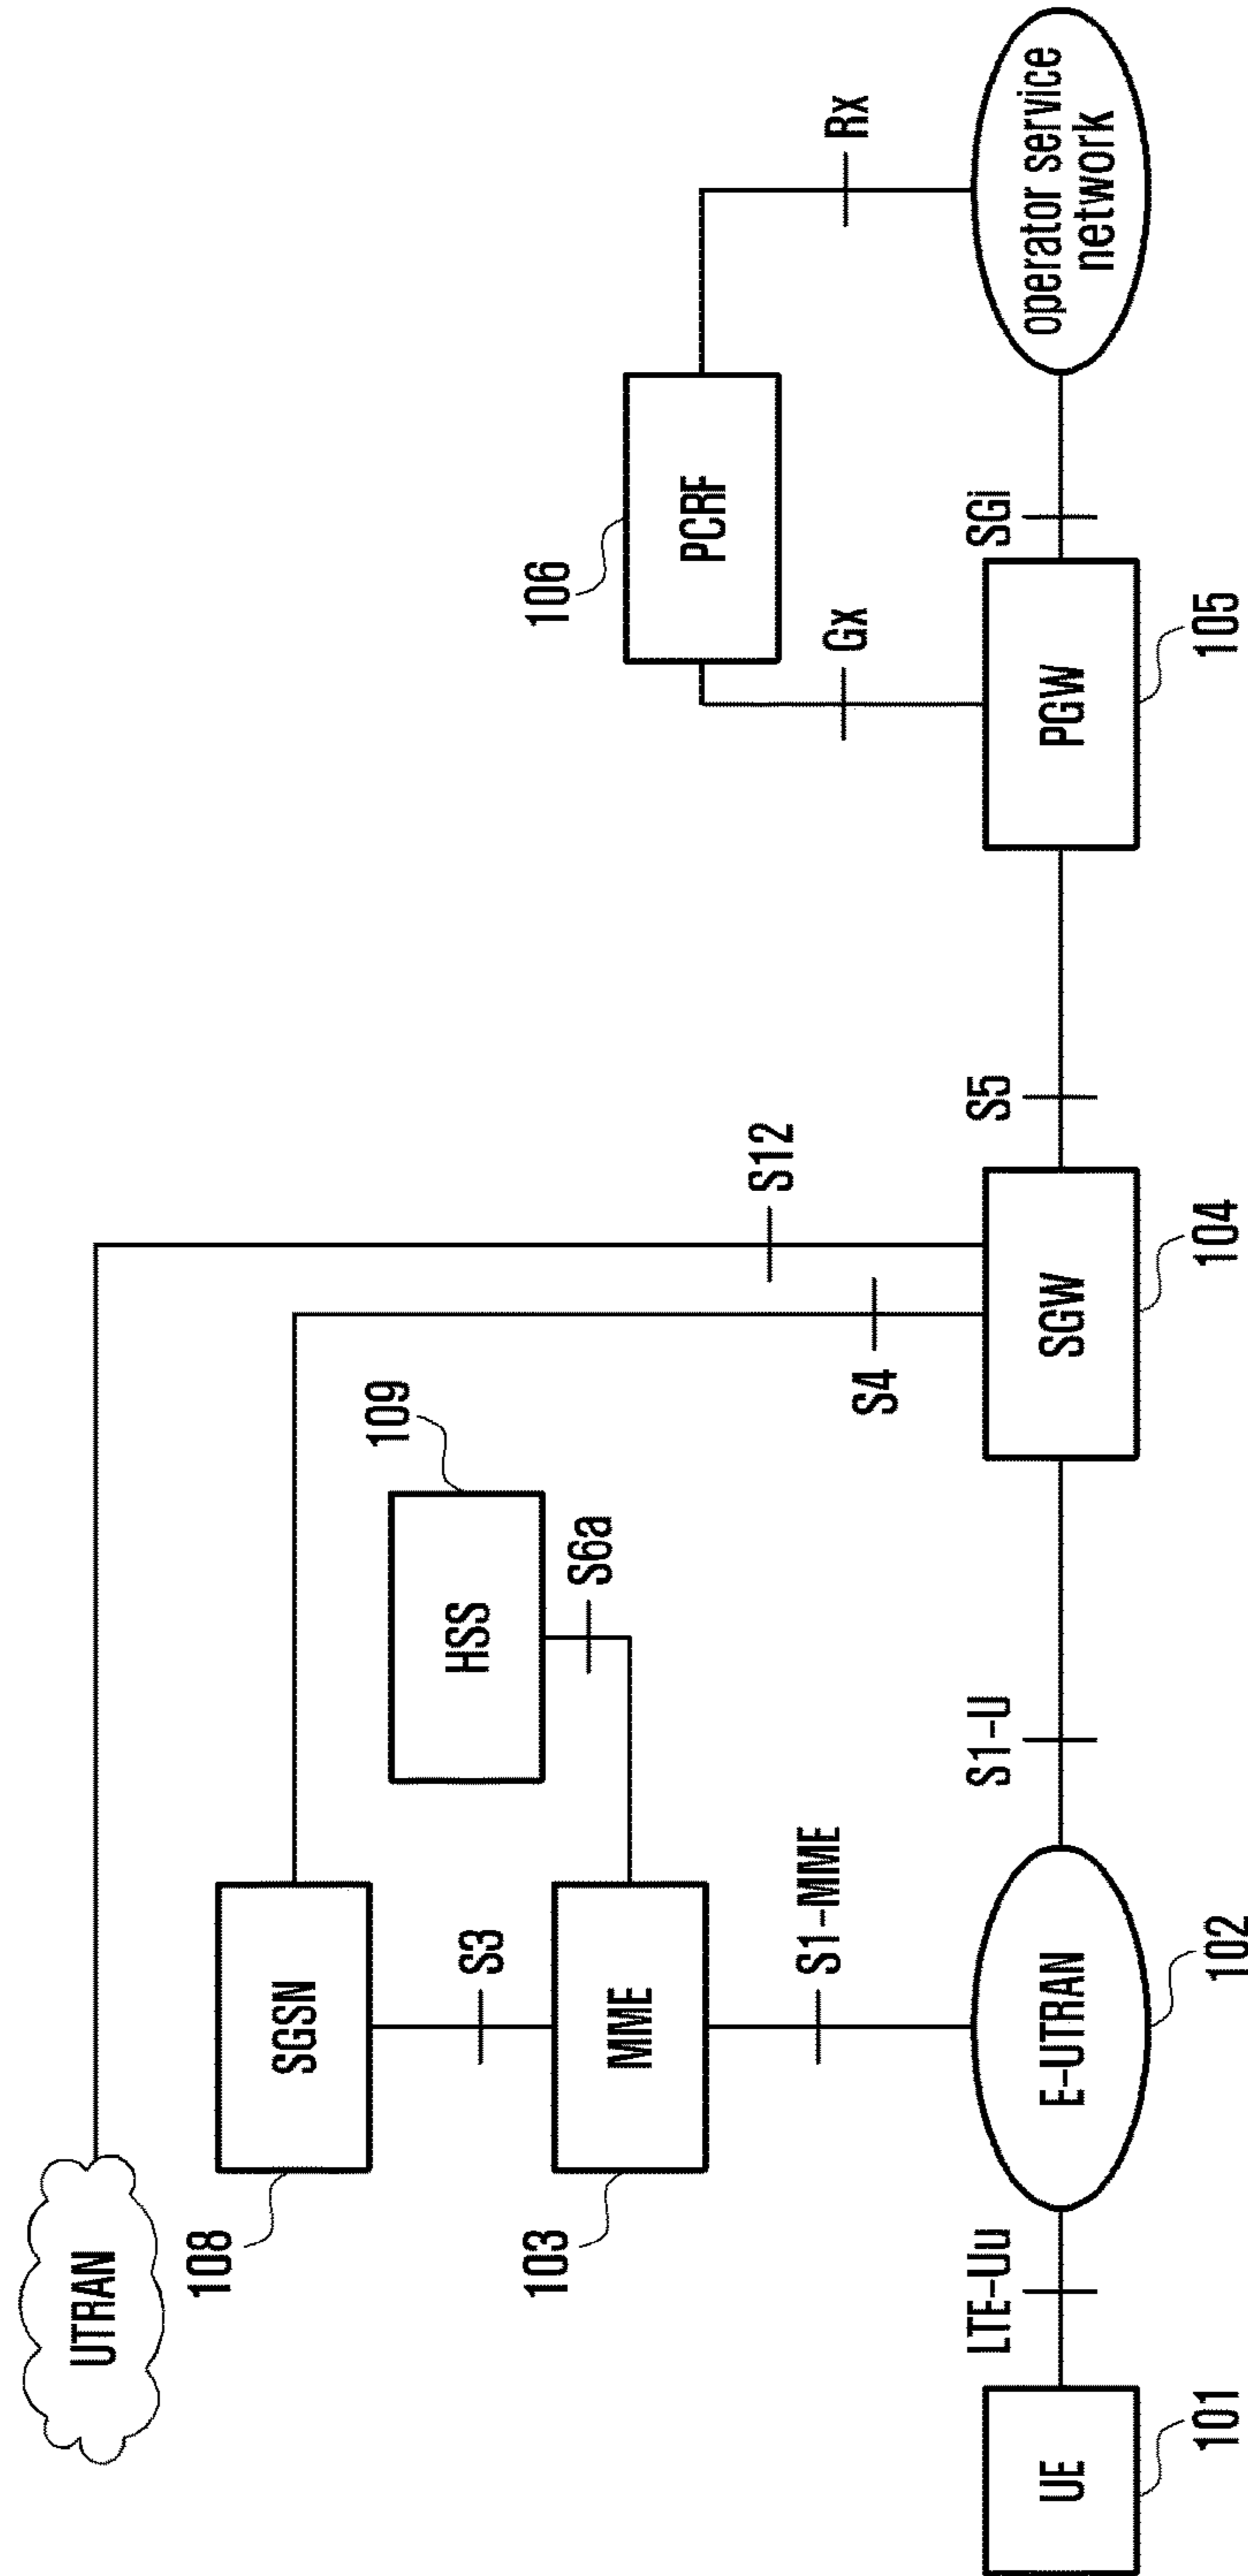 UTRAN
SGSN
108
S3
HSS
109
S6a
MME
103
S12
S4
S1-MME
PCRF
106
Gx
Rx
UE
101
LTE-Uu
E-UTRAN
102
S1-U
SGW
104
S5
PGW
105
SGi
operator service
network